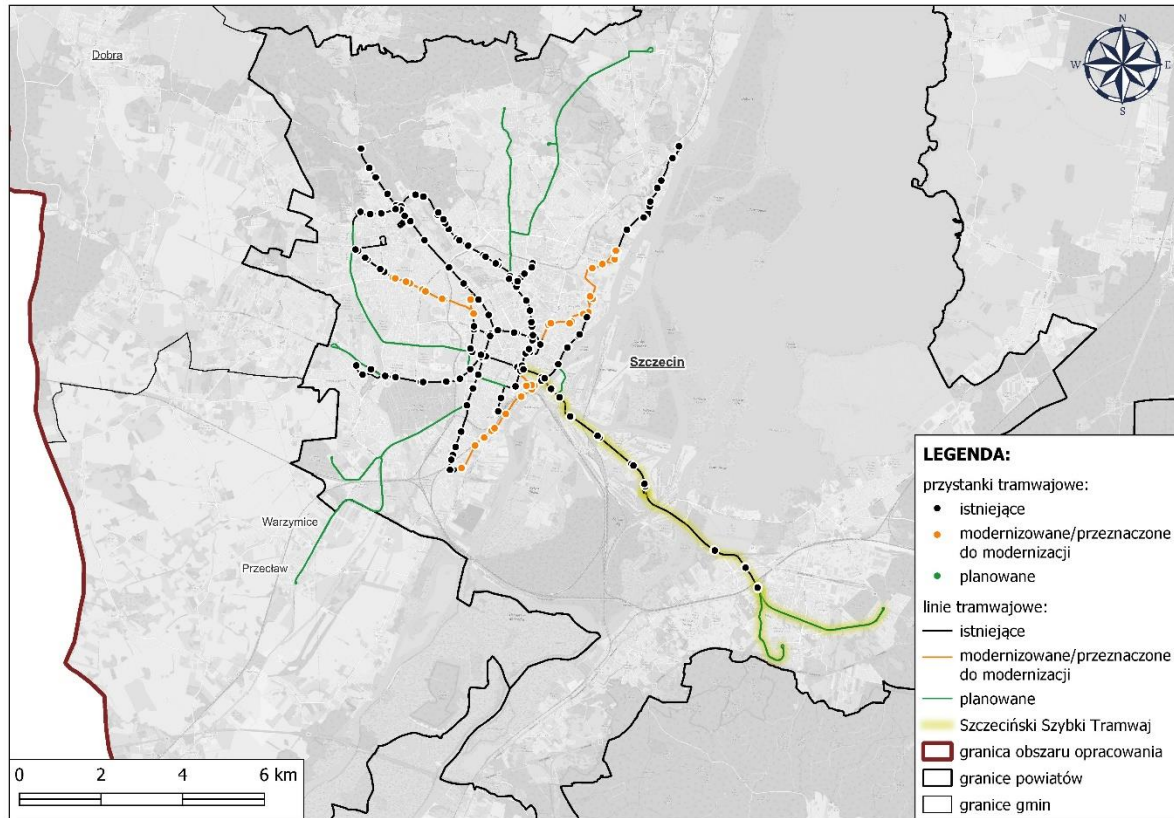 Dobra
N
W
E
S
Szczecin
Warzymice
Przecław
LEGENDA:
przystanki tramwajowe:
istniejące
modernizowane/przeznaczone
do modernizacji
planowane
linie tramwajowe:
istniejące
modernizowane/przeznaczone
do modernizacji
planowane
Szczeciński Szybki Tramwaj
granica obszaru opracowania
granice powiatów
granice gmin
0 2 4 6 km